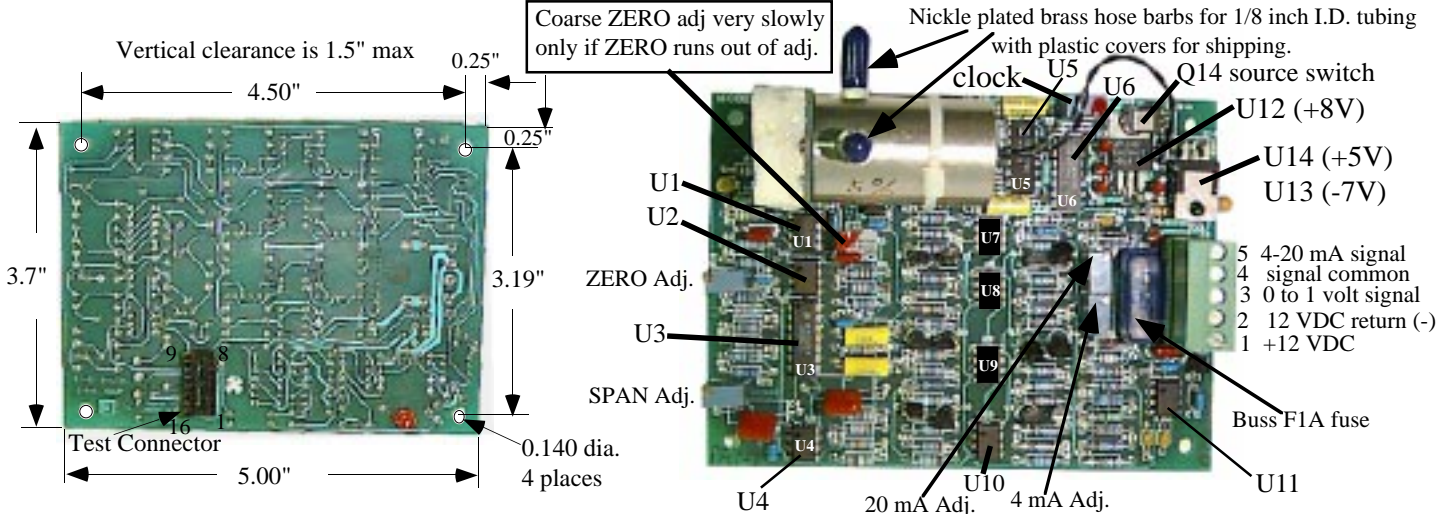 Vertical clearance is 1.5" max
0.25"
4.50"
0.25"
3.7"
3.19"
9
8
16
1
Test Connector
0.140 dia.
4 places
5.00"
Coarse ZERO adj very slowly
only if ZERO runs out of adj.
Nickle plated brass hose barbs for 1/8 inch I.D. tubing
with plastic covers for shipping.
clock
U5
U6
Q14 source switch
U12 (+8V)
U14 (+5V)
U13 (-7V)
U1
U2
ZERO Adj.
U3
SPAN Adj.
U4
U5
U6
U1
U7
U8
U3
U9
U4
5 4-20 mA signal
4 signal common
3 0 to 1 volt signal
2 12 VDC return (-)
1 +12 VDC
Buss F1A fuse
U10
U11
20 mA Adj.
4 mA Adj.